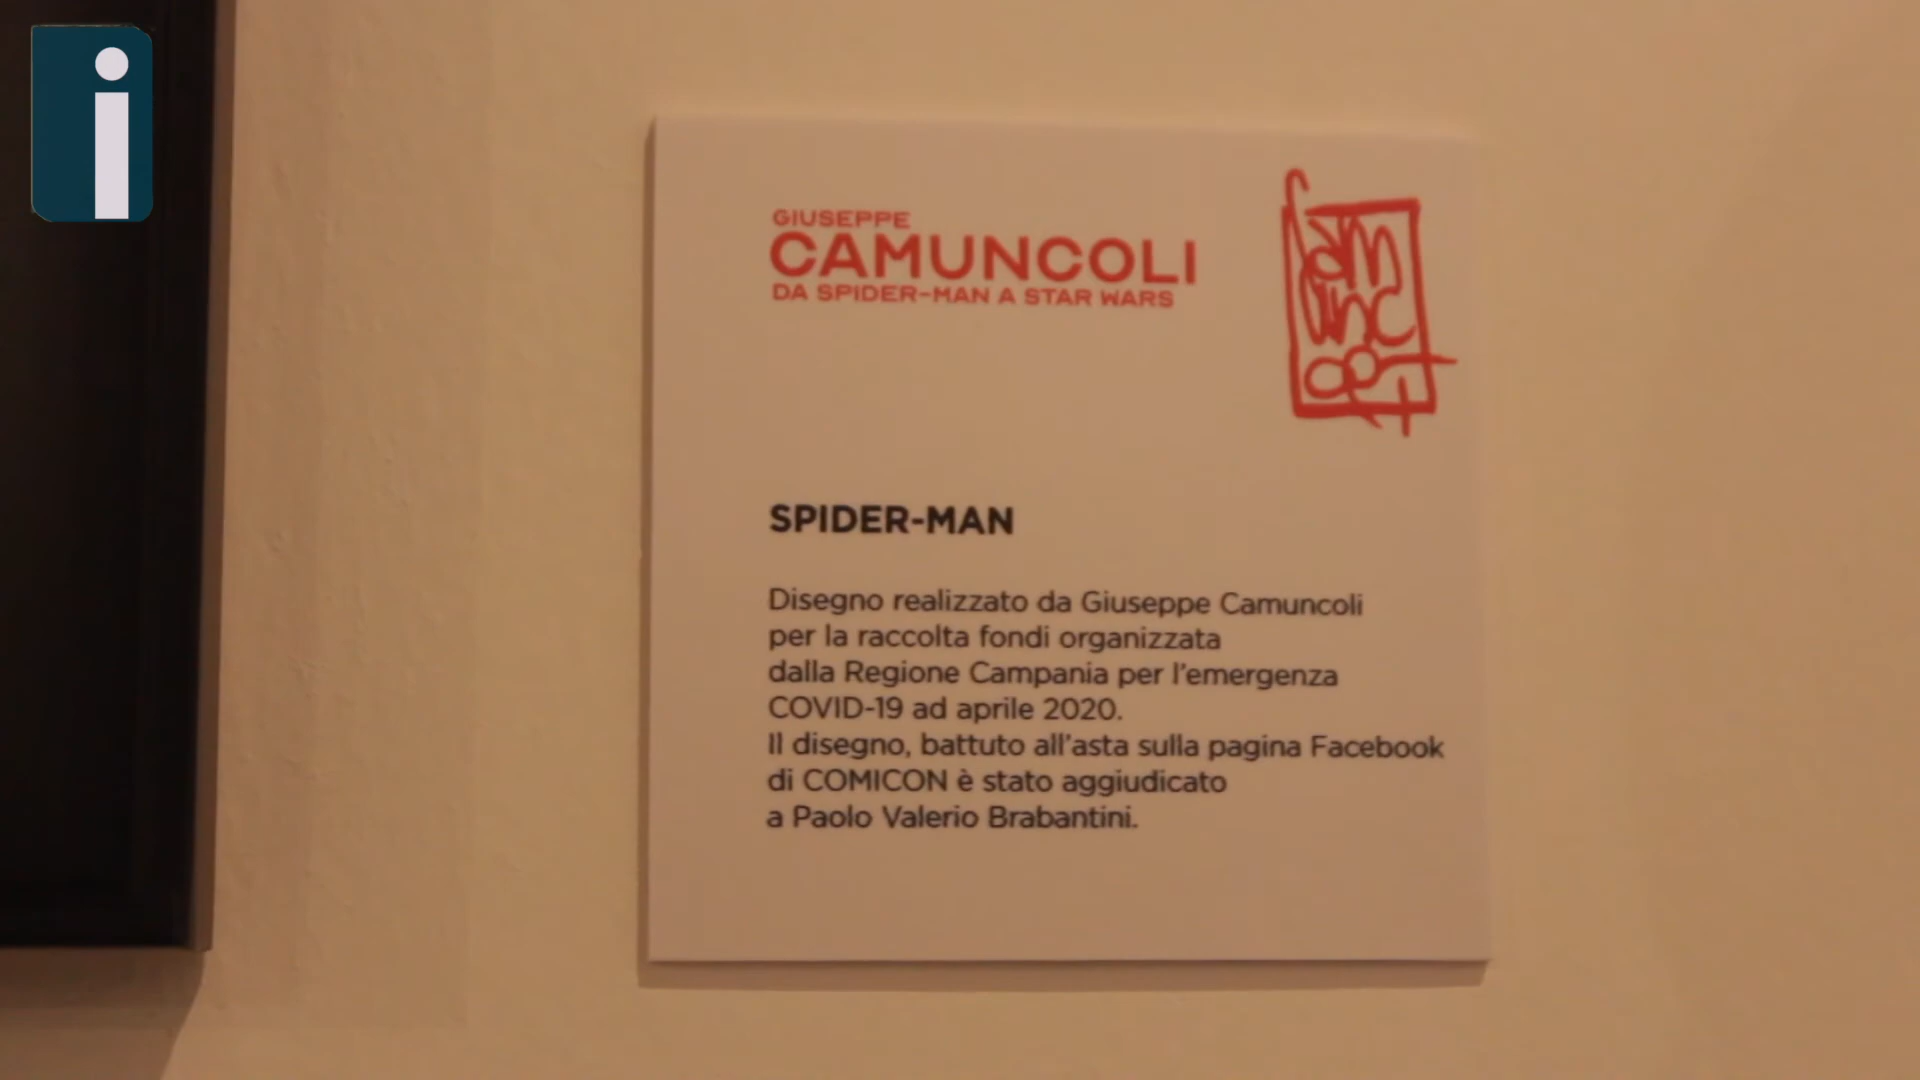 i
GIUSEPPE
CAMUNCOLI
DA SPIDER-MAN A STAR WARS
SPIDER-MAN
Disegno realizzato da Giuseppe Camuncoli
per la raccolta fondi organizzata
dalla Regione Campania per l'emergenza
COVID-19 ad aprile 2020.
Il disegno, battuto all'asta sulla pagina Facebook
di COMICON è stato aggiudicato
a Paolo Valerio Brabantini.